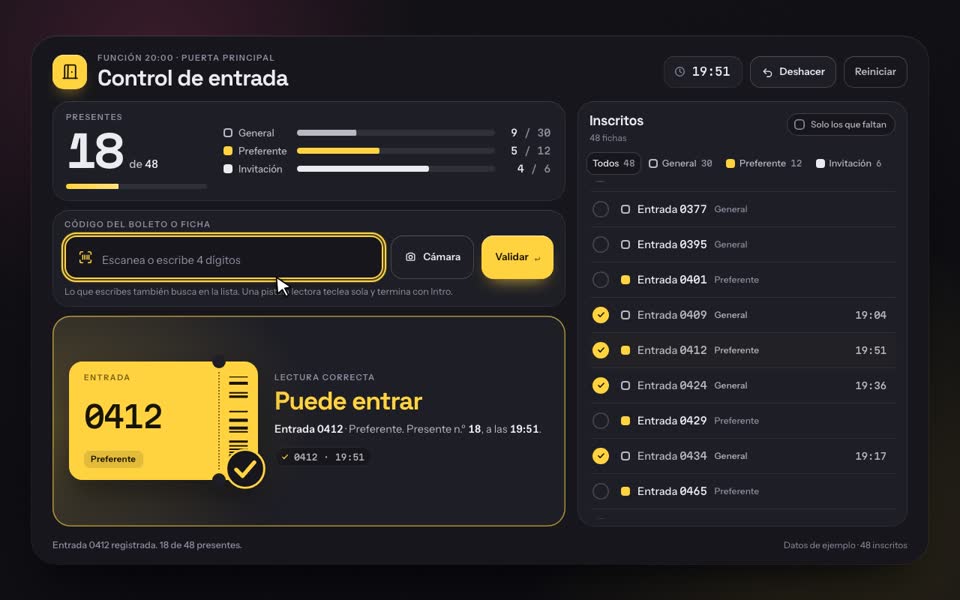 FUNCIÓN 20:00 · PUERTA PRINCIPAL
Control de entrada
19:51
Deshacer
Reiniciar
PRESENTES
18 de 48
General 9 / 30
Preferente 5 / 12
Invitación 4 / 6
CÓDIGO DEL BOLETO O FICHA
Escanea o escribe 4 dígitos
Cámara
Validar
Lo que escribes también busca en la lista. Una lectora teclea sola y termina con Intro.
ENTRADA
0412
Preferente
LECTURA CORRECTA
Puede entrar
Entrada 0412 · Preferente. Presente n.º 18, a las 19:51.
0412 · 19:51
Inscritos
48 fichas
Solo los que faltan
Todos 48 General 30 Preferente 12 Invitación 6
Entrada 0377 General
Entrada 0395 General
Entrada 0401 Preferente
Entrada 0409 General 19:04
Entrada 0412 Preferente 19:51
Entrada 0424 General 19:36
Entrada 0429 Preferente
Entrada 0434 General 19:17
Entrada 0465 Preferente
Entrada 0412 registrada. 18 de 48 presentes.
Datos de ejemplo · 48 inscritos